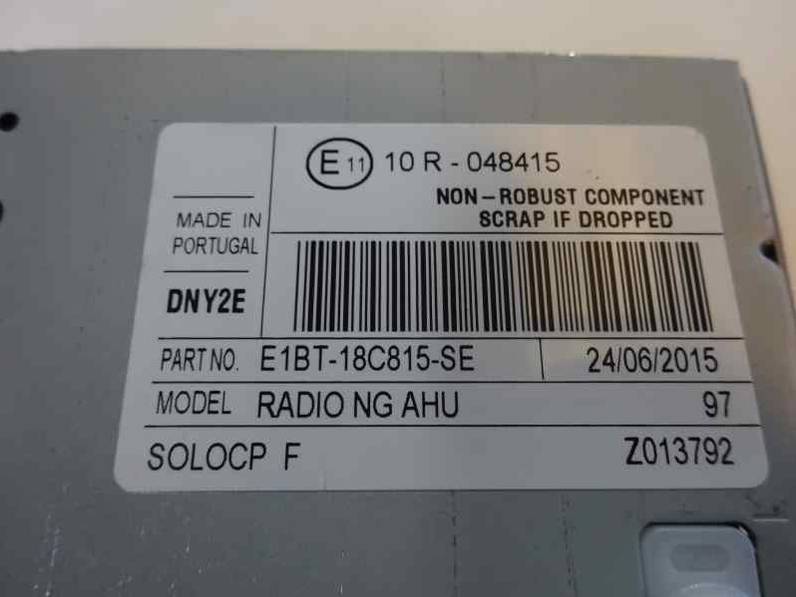 E11 10 R - 048415
NON-ROBUST COMPONENT
SCRAP IF DROPPED
MADE IN
PORTUGAL
DNY2E
PART NO. E1BT-18C815-SE 24/06/2015
MODEL RADIO NG AHU 97
SOLOCP F Z013792